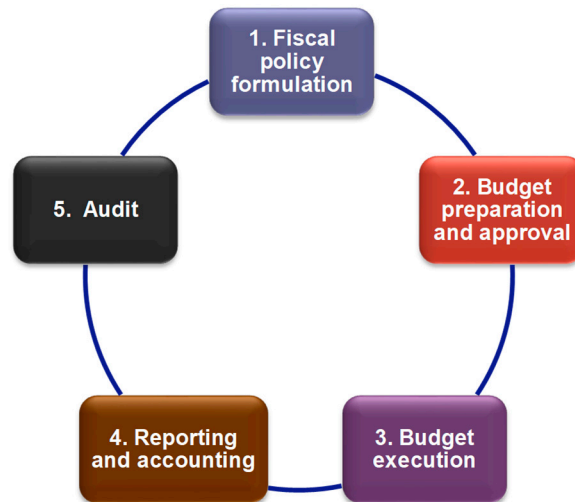 1. Fiscal
policy
formulation
2. Budget
preparation
and approval
3. Budget
execution
4. Reporting
and accounting
5. Audit